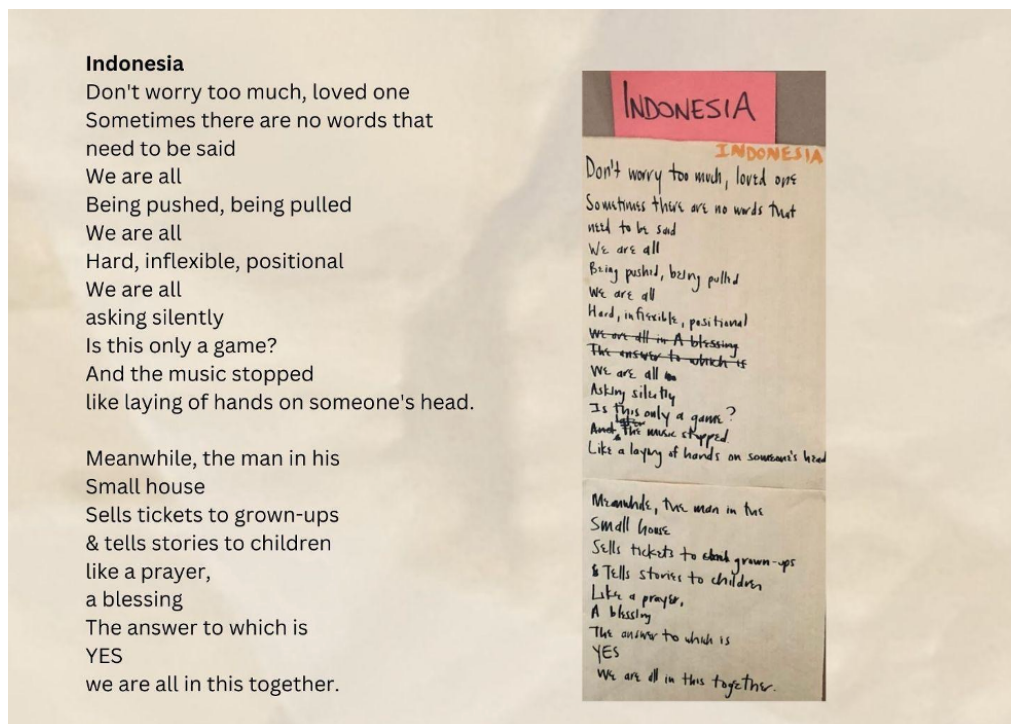 Indonesia
Don't worry too much, loved one
Sometimes there are no words that
need to be said
We are all
Being pushed, being pulled
We are all
Hard, inflexible, positional
We are all
asking silently
Is this only a game?
And the music stopped
like laying of hands on someone's head.
Meanwhile, the man in his
Small house
Sells tickets to grown-ups
& tells stories to children
like a prayer,
a blessing
The answer to which is
YES
we are all in this together.
INDONESIA
INDONESIA
Don't worry too much, loved one
Sometimes there are no words that
need to be said
We are all
Being pushed, being pulled
We are all
Hard, inflexible, positional
We are all in A blessing
The answer to which is
We are all
Asking silently
Is this only a game?
And the music stopped.
Like a laying of hands on someone's head
Meanwhile, the man in the
Small house
Sells tickets to grown-ups
& Tells stories to children
Like a prayer,
A blessing
The answer to which is
YES
We are all in this together.